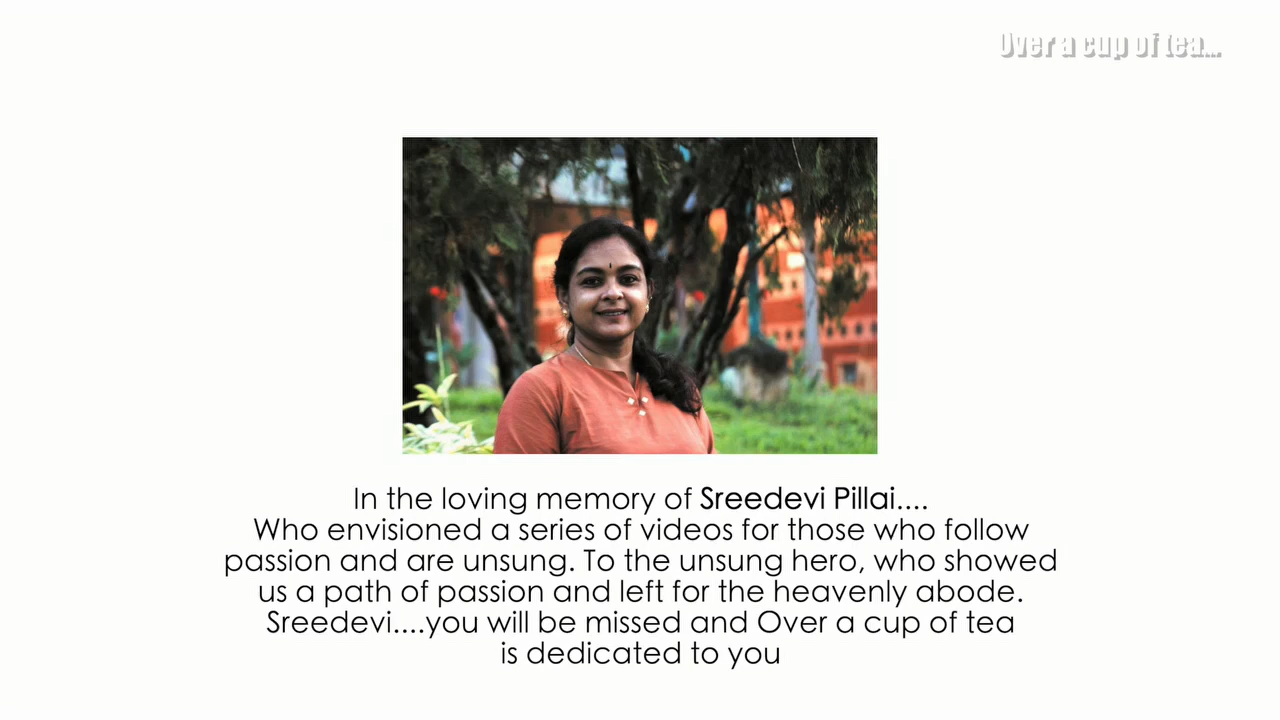 Over a cup of tea...
In the loving memory of Sreedevi Pillai....
Who envisioned a series of videos for those who follow
passion and are unsung. To the unsung hero, who showed
us a path of passion and left for the heavenly abode.
Sreedevi....you will be missed and Over a cup of tea
is dedicated to you